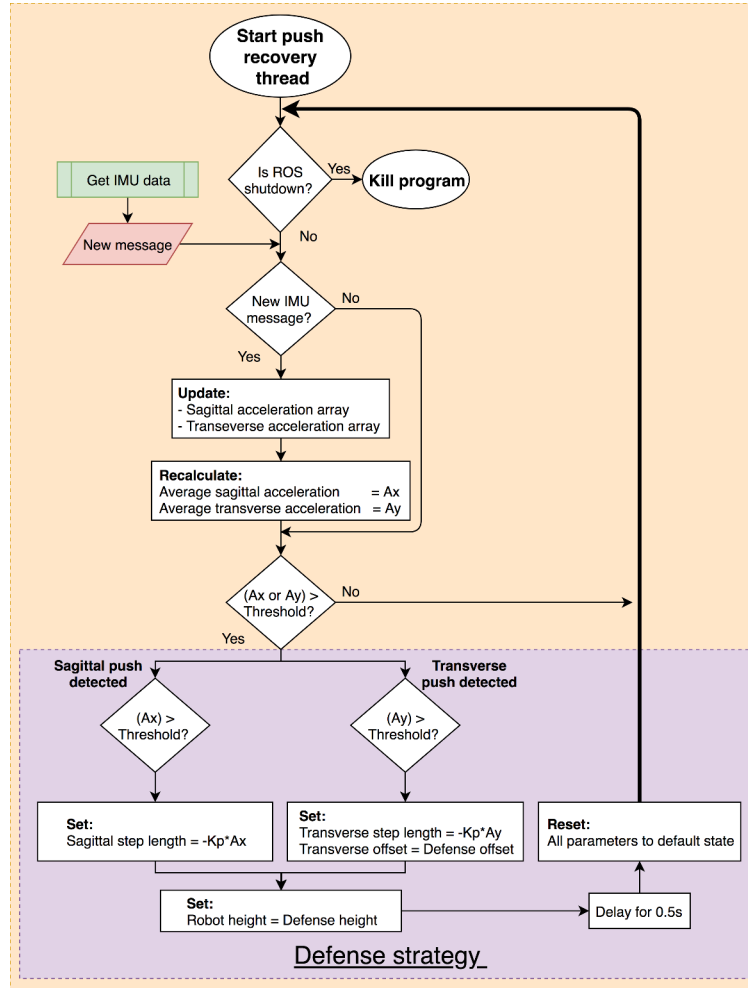 Start push
recovery
thread
Is ROS
shutdown?
Yes
Kill program
No
Get IMU data
New message
New IMU
message?
No
Yes
Update:
- Sagittal acceleration array
- Transeverse acceleration array
Recalculate:
Average sagittal acceleration = Ax
Average transverse acceleration = Ay
(Ax or Ay) >
Threshold?
No
Yes
Sagittal push
detected
Transverse
push detected
(Ax) >
Threshold?
(Ay) >
Threshold?
Set:
Sagittal step length = -Kp*Ax
Set:
Transverse step length = -Kp*Ay
Transverse offset = Defense offset
Reset:
All parameters to default state
Set:
Robot height = Defense height
Delay for 0.5s
Defense strategy